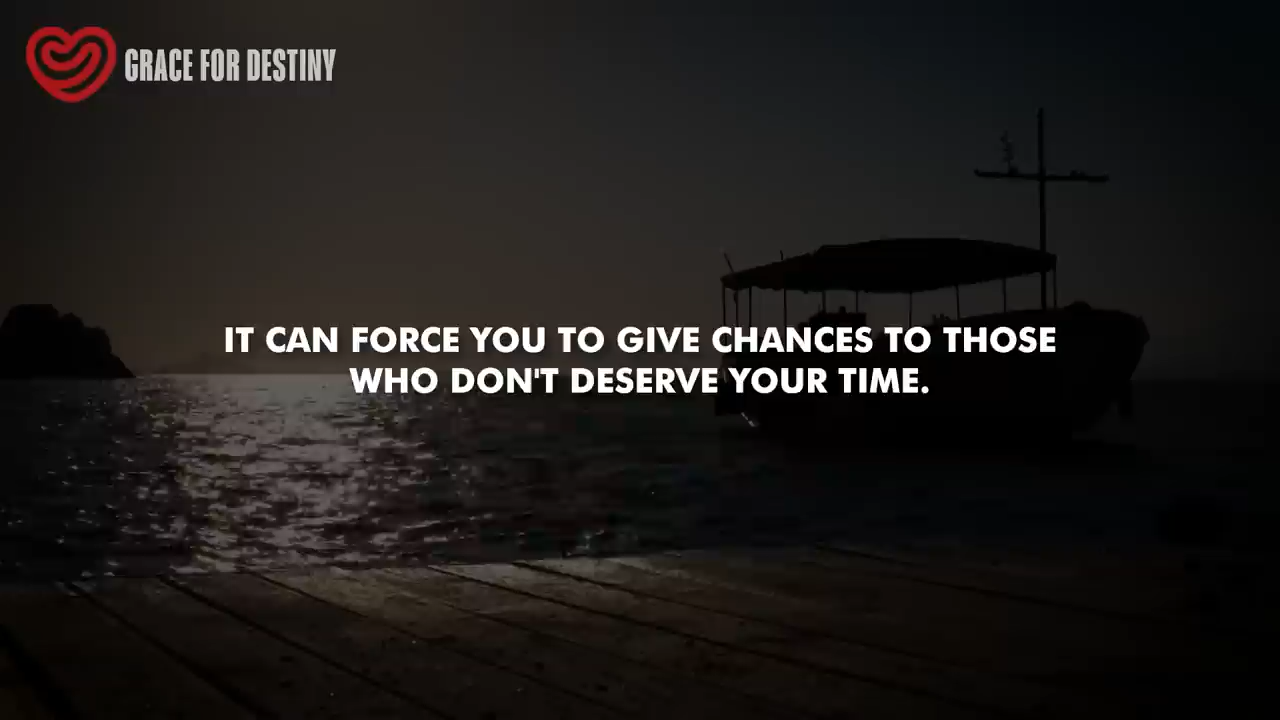 GRACE FOR DESTINY
IT CAN FORCE YOU TO GIVE CHANCES TO THOSE
WHO DON'T DESERVE YOUR TIME.